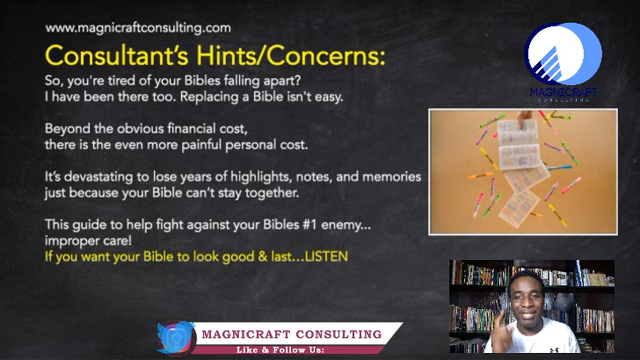 www.magnicraftconsulting.com
Consultant's Hints/Concerns:
So, you're tired of your Bibles falling apart?
I have been there too. Replacing a Bible isn't easy.
Beyond the obvious financial cost,
there is the even more painful personal cost.
It's devastating to lose years of highlights, notes, and memories
just because your Bible can't stay together.
This guide to help fight against your Bibles #1 enemy...
improper care!
If you want your Bible to look good & last...LISTEN
MAGNICRAFT
CONSULTING
MAGNICRAFT CONSULTING
Like & Follow Us: